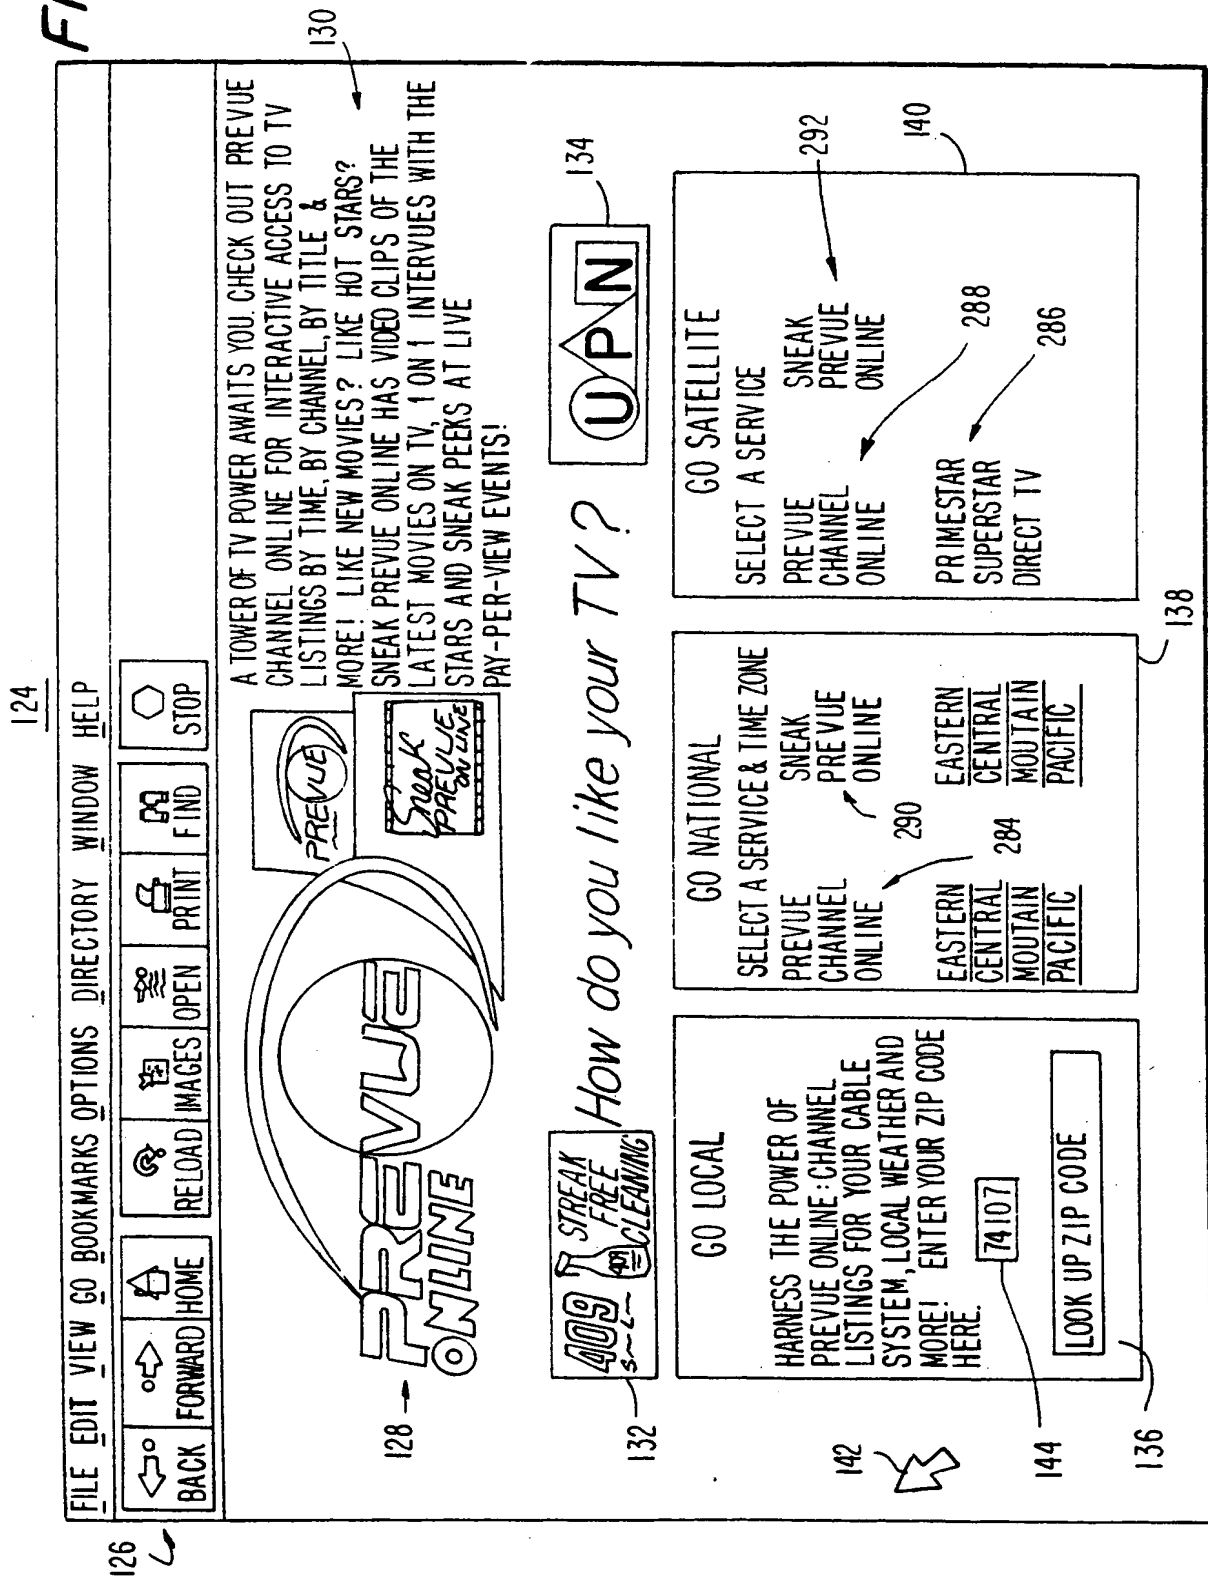 124
126
FILE EDIT VIEW GO BOOKMARKS OPTIONS DIRECTORY WINDOW HELP
BACK FORWARD HOME RELOAD IMAGES OPEN PRINT FIND STOP
128
PREVUE
ONLINE
PREVUE
Sneak
PREVUE
ONLINE
A TOWER OF TV POWER AWAITS YOU. CHECK OUT PREVUE
CHANNEL ONLINE FOR INTERACTIVE ACCESS TO TV
LISTINGS BY TIME, BY CHANNEL, BY TITLE &
MORE! LIKE NEW MOVIES? LIKE HOT STARS?
SNEAK PREVUE ONLINE HAS VIDEO CLIPS OF THE
LATEST MOVIES ON TV, 1 ON 1 INTERVUES WITH THE
STARS AND SNEAK PEEKS AT LIVE
PAY-PER-VIEW EVENTS!
130
132
409
STREAK
FREE
CLEANING
409
How do you like your TV?
UPN
134
GO LOCAL
HARNESS THE POWER OF
PREVUE ONLINE: CHANNEL
LISTINGS FOR YOUR CABLE
SYSTEM, LOCAL WEATHER AND
MORE! ENTER YOUR ZIP CODE
HERE.
74107
LOOK UP ZIP CODE
142
144
136
GO NATIONAL
SELECT A SERVICE & TIME ZONE
PREVUE
CHANNEL
ONLINE
SNEAK
PREVUE
ONLINE
290
284
EASTERN
CENTRAL
MOUTAIN
PACIFIC
EASTERN
CENTRAL
MOUTAIN
PACIFIC
138
GO SATELLITE
SELECT A SERVICE
PREVUE
CHANNEL
ONLINE
SNEAK
PREVUE
ONLINE
PRIMESTAR
SUPERSTAR
DIRECT TV
292
288
286
140